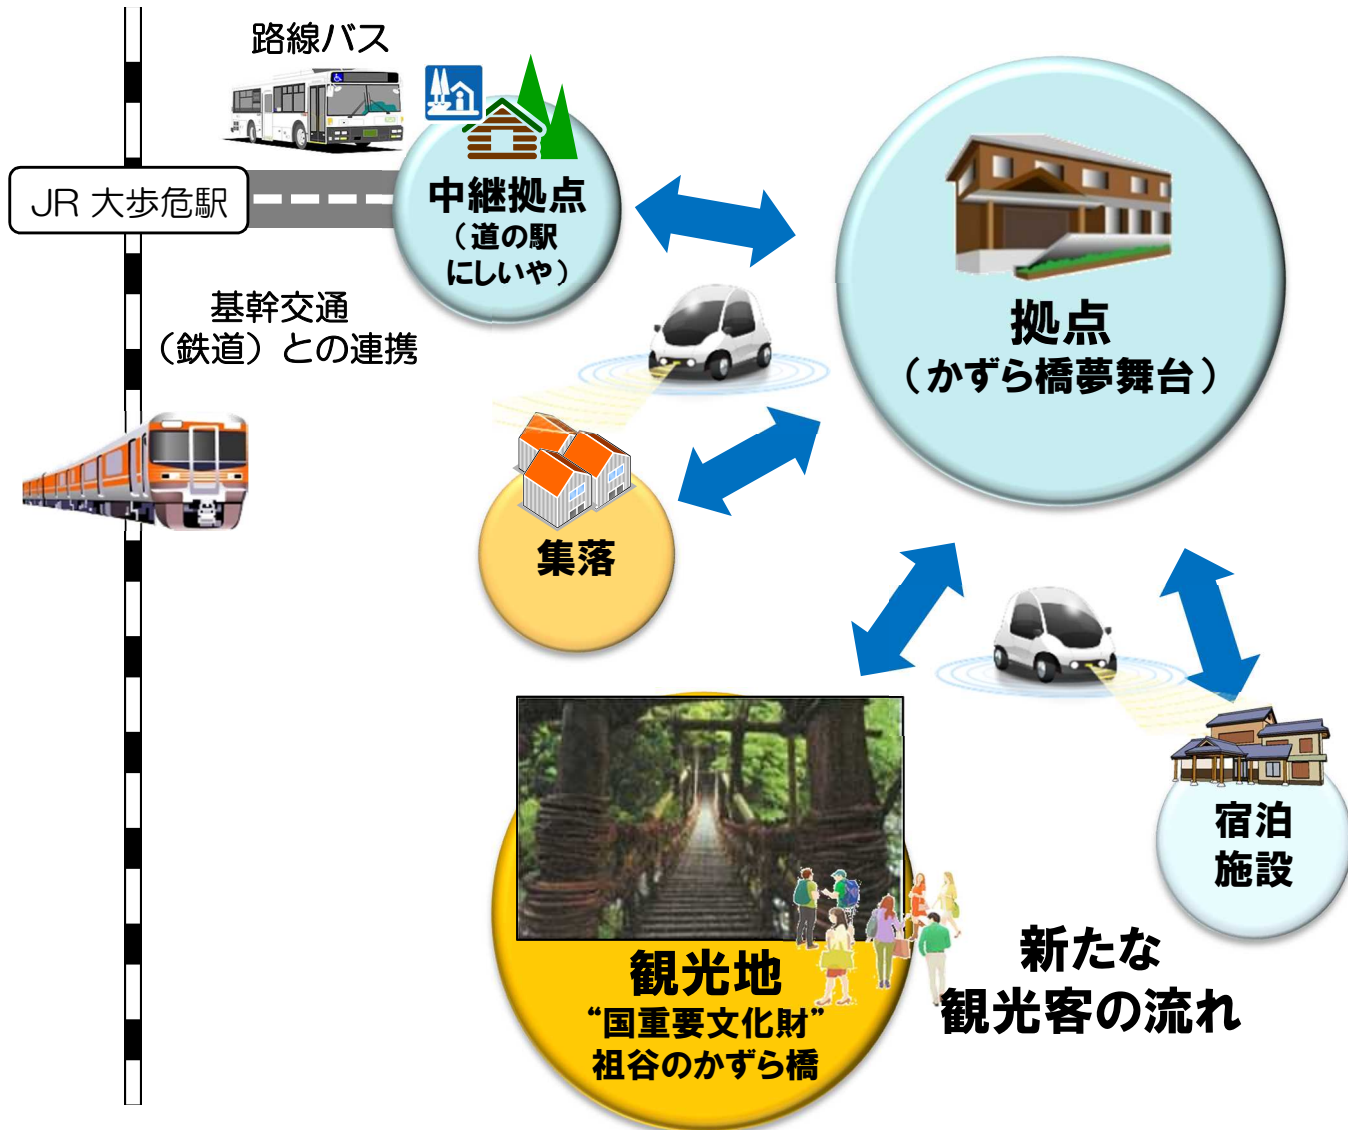 路線バス
JR 大歩危駅
中継拠点
（道の駅
にしいや）
基幹交通
（鉄道）との連携
拠点
（かずら橋夢舞台）
集落
宿泊
施設
観光地
“国重要文化財”
祖谷のかずら橋
新たな
観光客の流れ